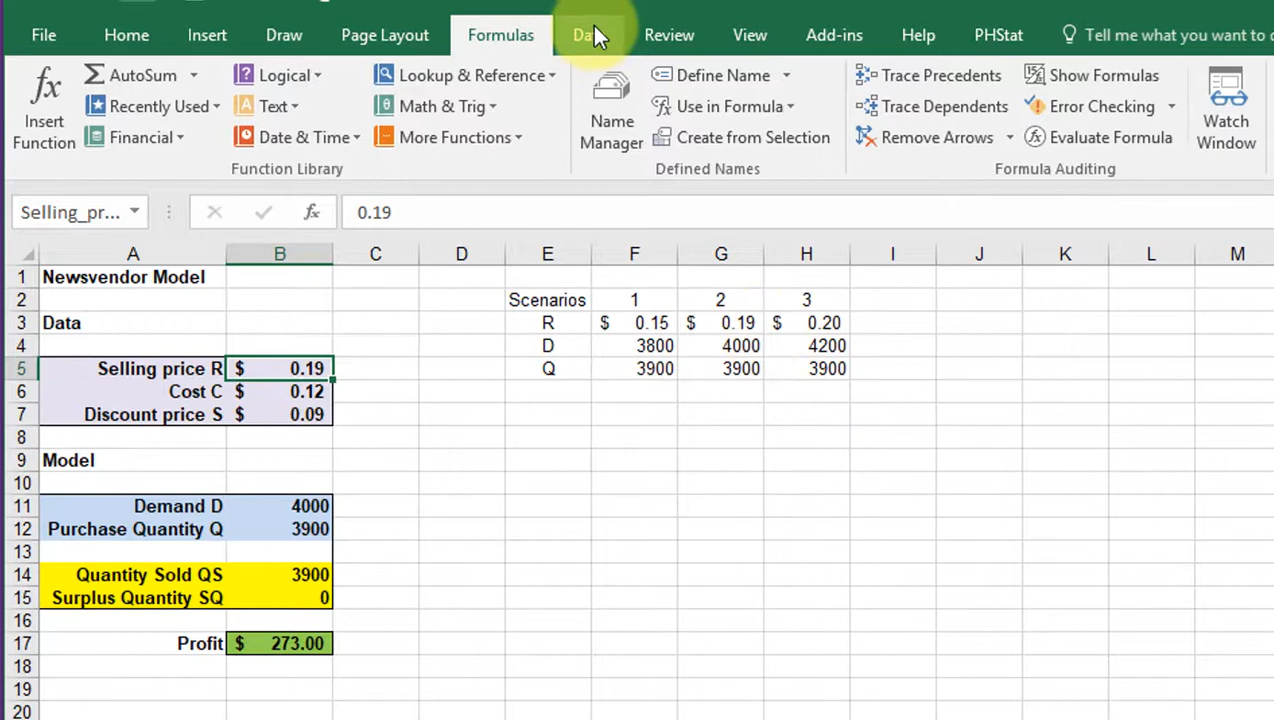 File Home Insert Draw Page Layout Formulas Review View Add-ins Help PHStat Tell me what you want to
AutoSum Logical Lookup & Reference Define Name Trace Precedents Show Formulas
Recently Used Text Math & Trig Use in Formula Trace Dependents Error Checking
Insert Function Financial Date & Time More Functions Name Manager Create from Selection Remove Arrows Evaluate Formula Watch Window
Function Library Defined Names Formula Auditing
Selling_pr... fx 0.19
A B C D E F G H I J K L M
1 Newsvendor Model
2 Scenarios 1 2 3
3 Data R $ 0.15 $ 0.19 $ 0.20
4 D 3800 4000 4200
5 Selling price R $ 0.19 Q 3900 3900 3900
6 Cost C $ 0.12
7 Discount price S $ 0.09
8
9 Model
10
11 Demand D 4000
12 Purchase Quantity Q 3900
13
14 Quantity Sold QS 3900
15 Surplus Quantity SQ 0
16
17 Profit $ 273.00
18
19
20